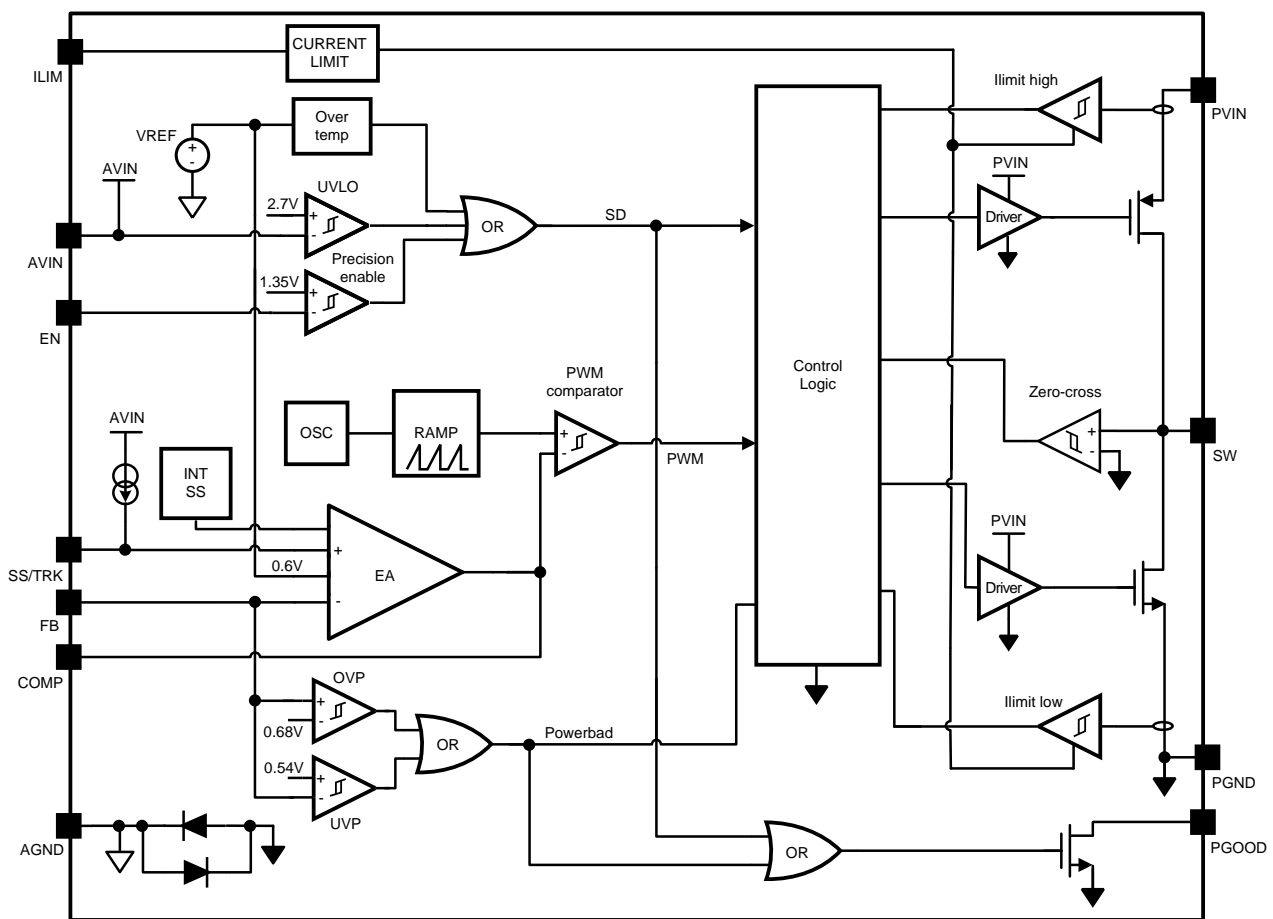 CURRENT
LIMIT
ILIM
Ilimit high
PVIN
VREF
+
-
Over
temp
AVIN
UVLO
2.7V
+
-
OR
SD
PVIN
Driver
AVIN
Precision
enable
1.35V
+
-
EN
Control
Logic
PWM
comparator
Zero-cross
+
-
SW
AVIN
OSC
RAMP
+
-
PWM
INT
SS
PVIN
Driver
SS/TRK
+
0.6V
EA
-
FB
COMP
OVP
+
-
0.68V
OR
Powerbad
Ilimit low
0.54V
+
-
UVP
PGND
AGND
OR
PGOOD